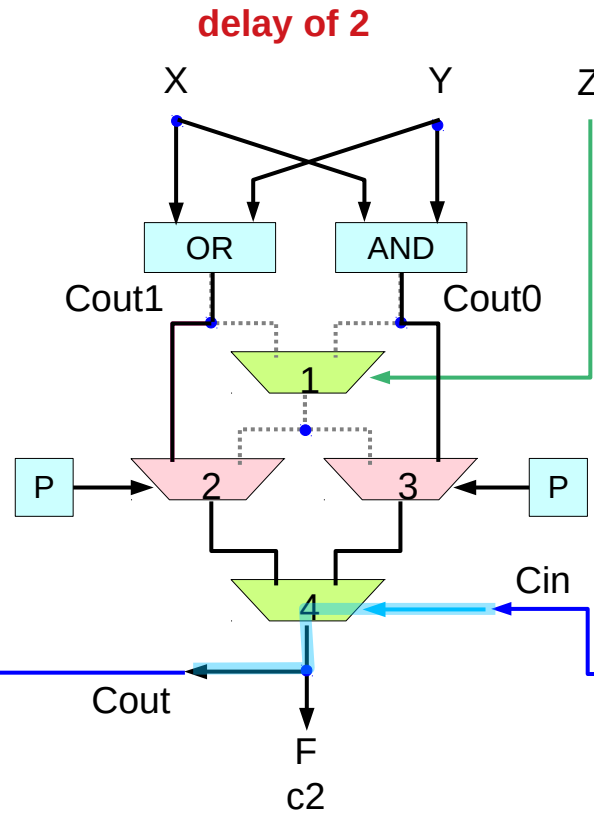 delay of 2
X Y Z
OR AND
Cout1 Cout0
1
P 2 3 P
4 Cin
Cout
F
c2